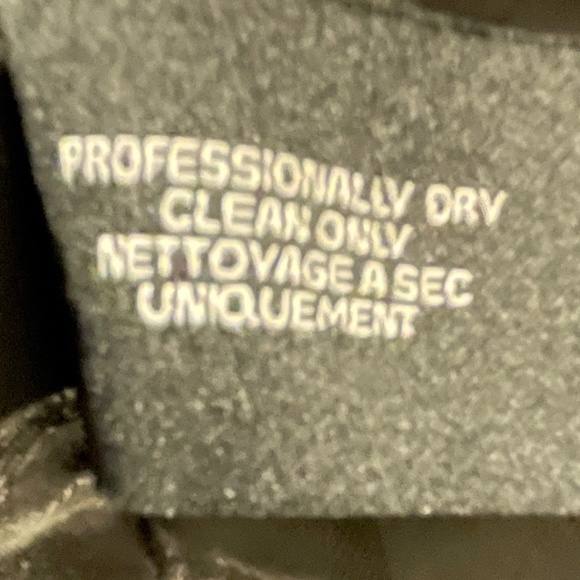 PROFESSIONALLY DRY
CLEAN ONLY
NETTOYAGE A SEC
UNIQUEMENT